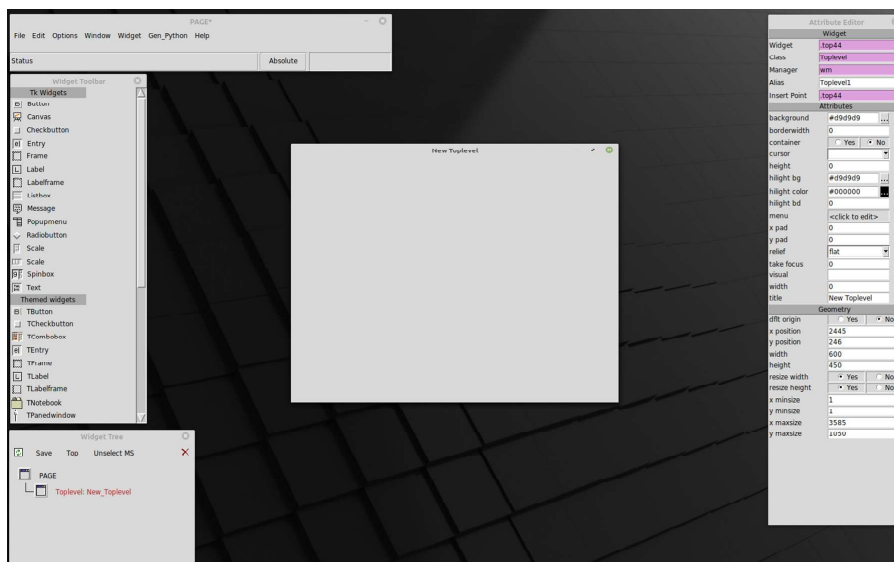 PAGE*
File Edit Options Window Widget Gen_Python Help
Status Absolute
Widget Toolbar
Tk Widgets
Button
Canvas
Checkbutton
Entry
Frame
Label
Labelframe
Listbox
Message
Popupmenu
Radiobutton
Scale
Scale
Spinbox
Text
Themed widgets
TButton
TCheckbutton
TCombobox
TEntry
TFrame
TLabel
TLabelframe
TNotebook
TPanedwindow
Widget Tree
Save Top Unselect MS
PAGE
Toplevel: New_Toplevel
New Toplevel
Attribute Editor
Widget
Widget .top44
Class Toplevel
Manager wm
Alias Toplevel1
Insert Point .top44
Attributes
background #d9d9d9 ...
borderwidth 0
container Yes No
cursor
height 0
hilight bg #d9d9d9 ...
hilight color #000000 ...
hilight bd 0
menu <click to edit>
x pad 0
y pad 0
relief flat
take focus 0
visual
width 0
title New Toplevel
Geometry
dflt origin Yes No
x position 2445
y position 246
width 600
height 450
resize width Yes No
resize height Yes No
x minsize 1
y minsize 1
x maxsize 3585
y maxsize 1050